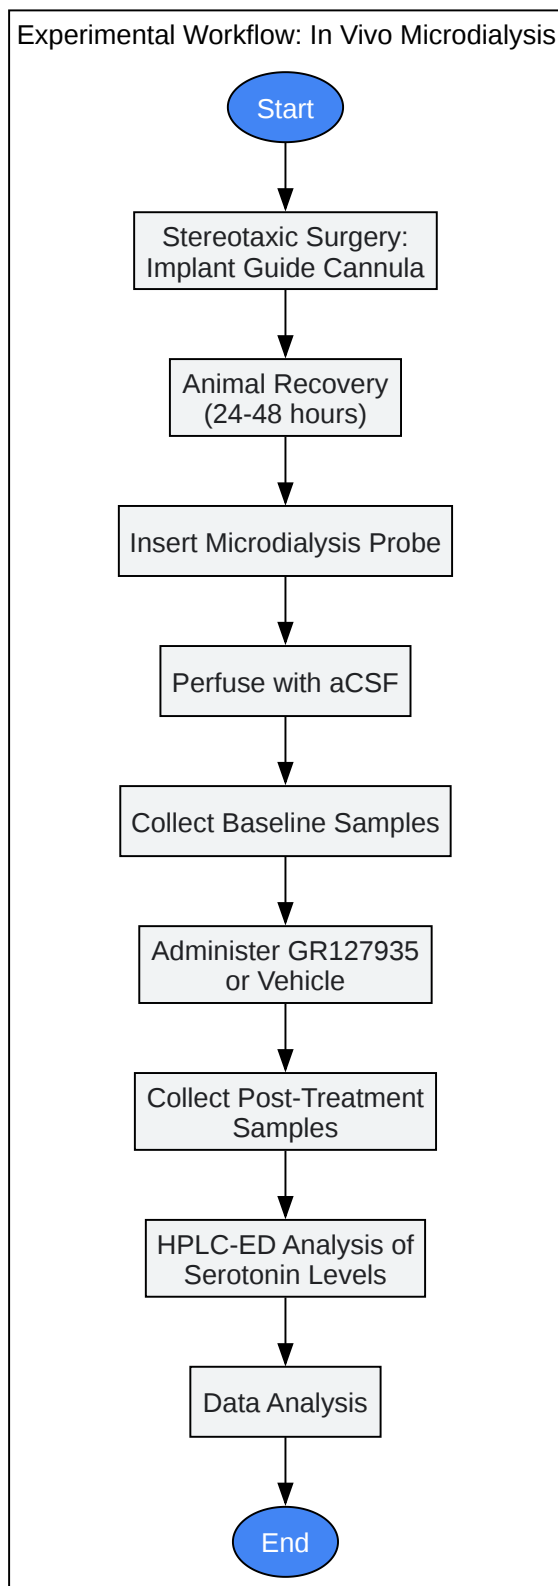 Experimental Workflow: In Vivo Microdialysis
Start
Stereotaxic Surgery:
Implant Guide Cannula
Animal Recovery
(24-48 hours)
Insert Microdialysis Probe
Perfuse with aCSF
Collect Baseline Samples
Administer GR127935
or Vehicle
Collect Post-Treatment
Samples
HPLC-ED Analysis of
Serotonin Levels
Data Analysis
End